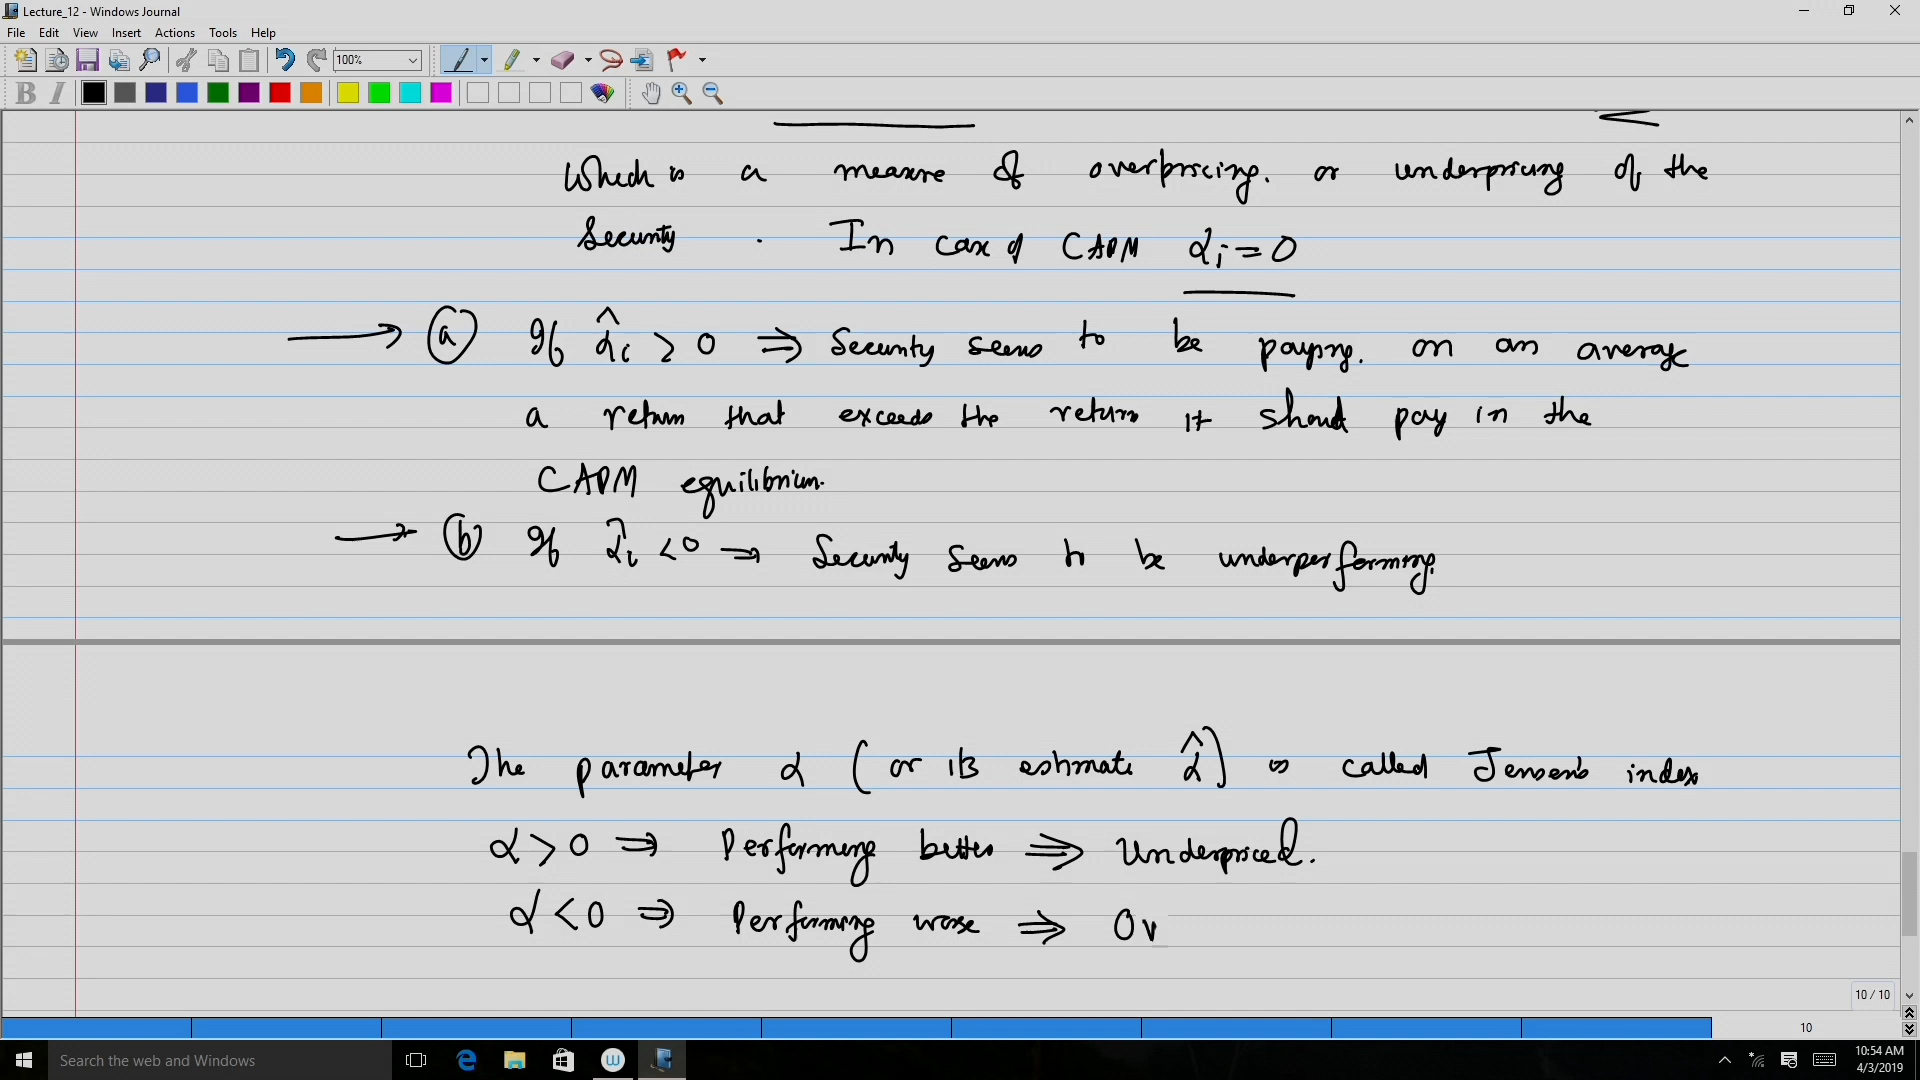 Lecture_12 - Windows Journal
File Edit View Insert Actions Tools Help
100%
B I
Which is a measure of overpricing. or underpricing of the
Security . In case of CAPM αi = 0
(a) If α̂i > 0 ⇒ Security seems to be paying. on an average
a return that exceeds the return it should pay in the
CAPM equilibrium.
(b) If α̂i < 0 ⇒ Security seems to be underperforming.
The parameter α (or its estimate α̂) is called Jensen's index
α > 0 ⇒ Performing better ⇒ Underpriced.
α < 0 ⇒ Performing worse ⇒ Ov
10 / 10
10
Search the web and Windows
10:54 AM
4/3/2019